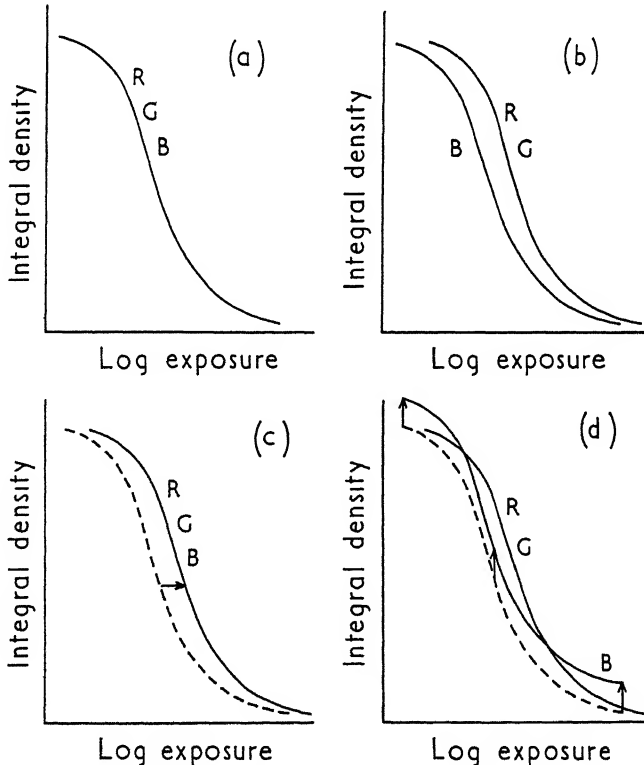 (a)
R
G
B
Integral density
Log exposure
(b)
R
B
G
Integral density
Log exposure
(c)
R
G
B
Integral density
Log exposure
(d)
R
G
B
Integral density
Log exposure